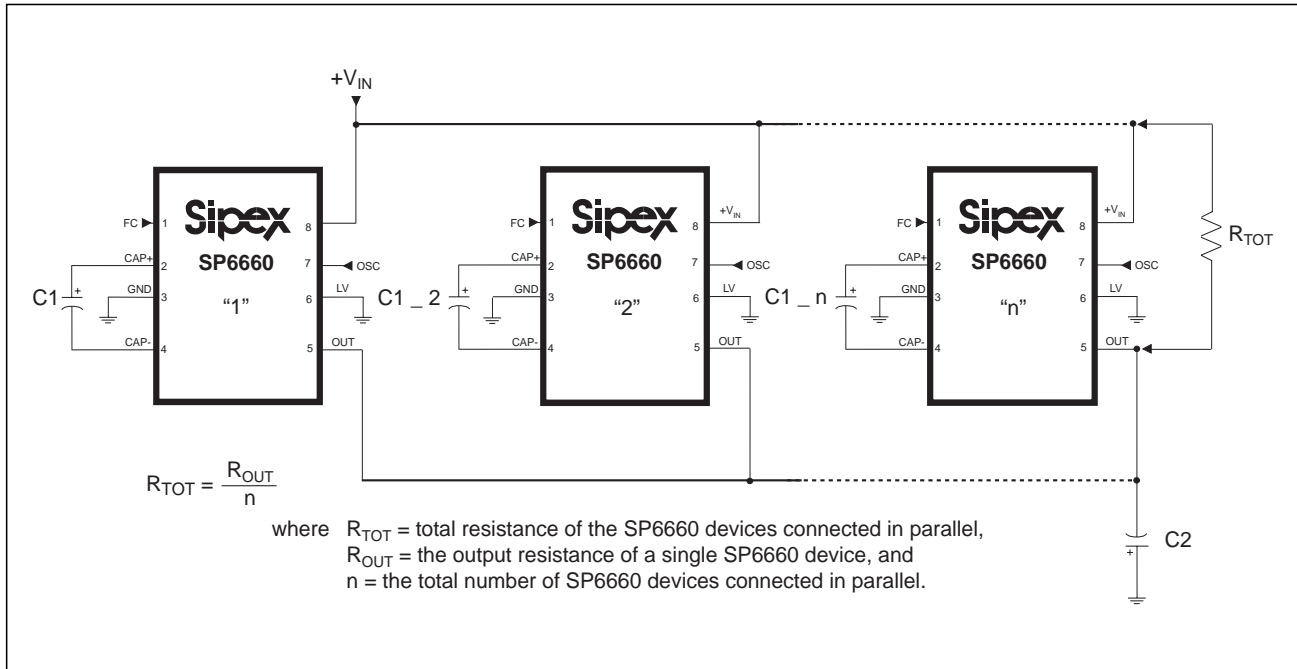 +VIN
Sipex
SP6660
"1"
FC
1
CAP+
2
GND
3
CAP-
4
8
7
OSC
6
LV
5
OUT
C1
Sipex
SP6660
"2"
FC
1
CAP+
2
GND
3
CAP-
4
8
+VIN
7
OSC
6
LV
5
OUT
C1 _ 2
Sipex
SP6660
"n"
FC
1
CAP+
2
GND
3
CAP-
4
8
+VIN
7
OSC
6
LV
5
OUT
C1 _ n
RTOT
C2
RTOT = ROUT
n
where RTOT = total resistance of the SP6660 devices connected in parallel,
ROUT = the output resistance of a single SP6660 device, and
n = the total number of SP6660 devices connected in parallel.